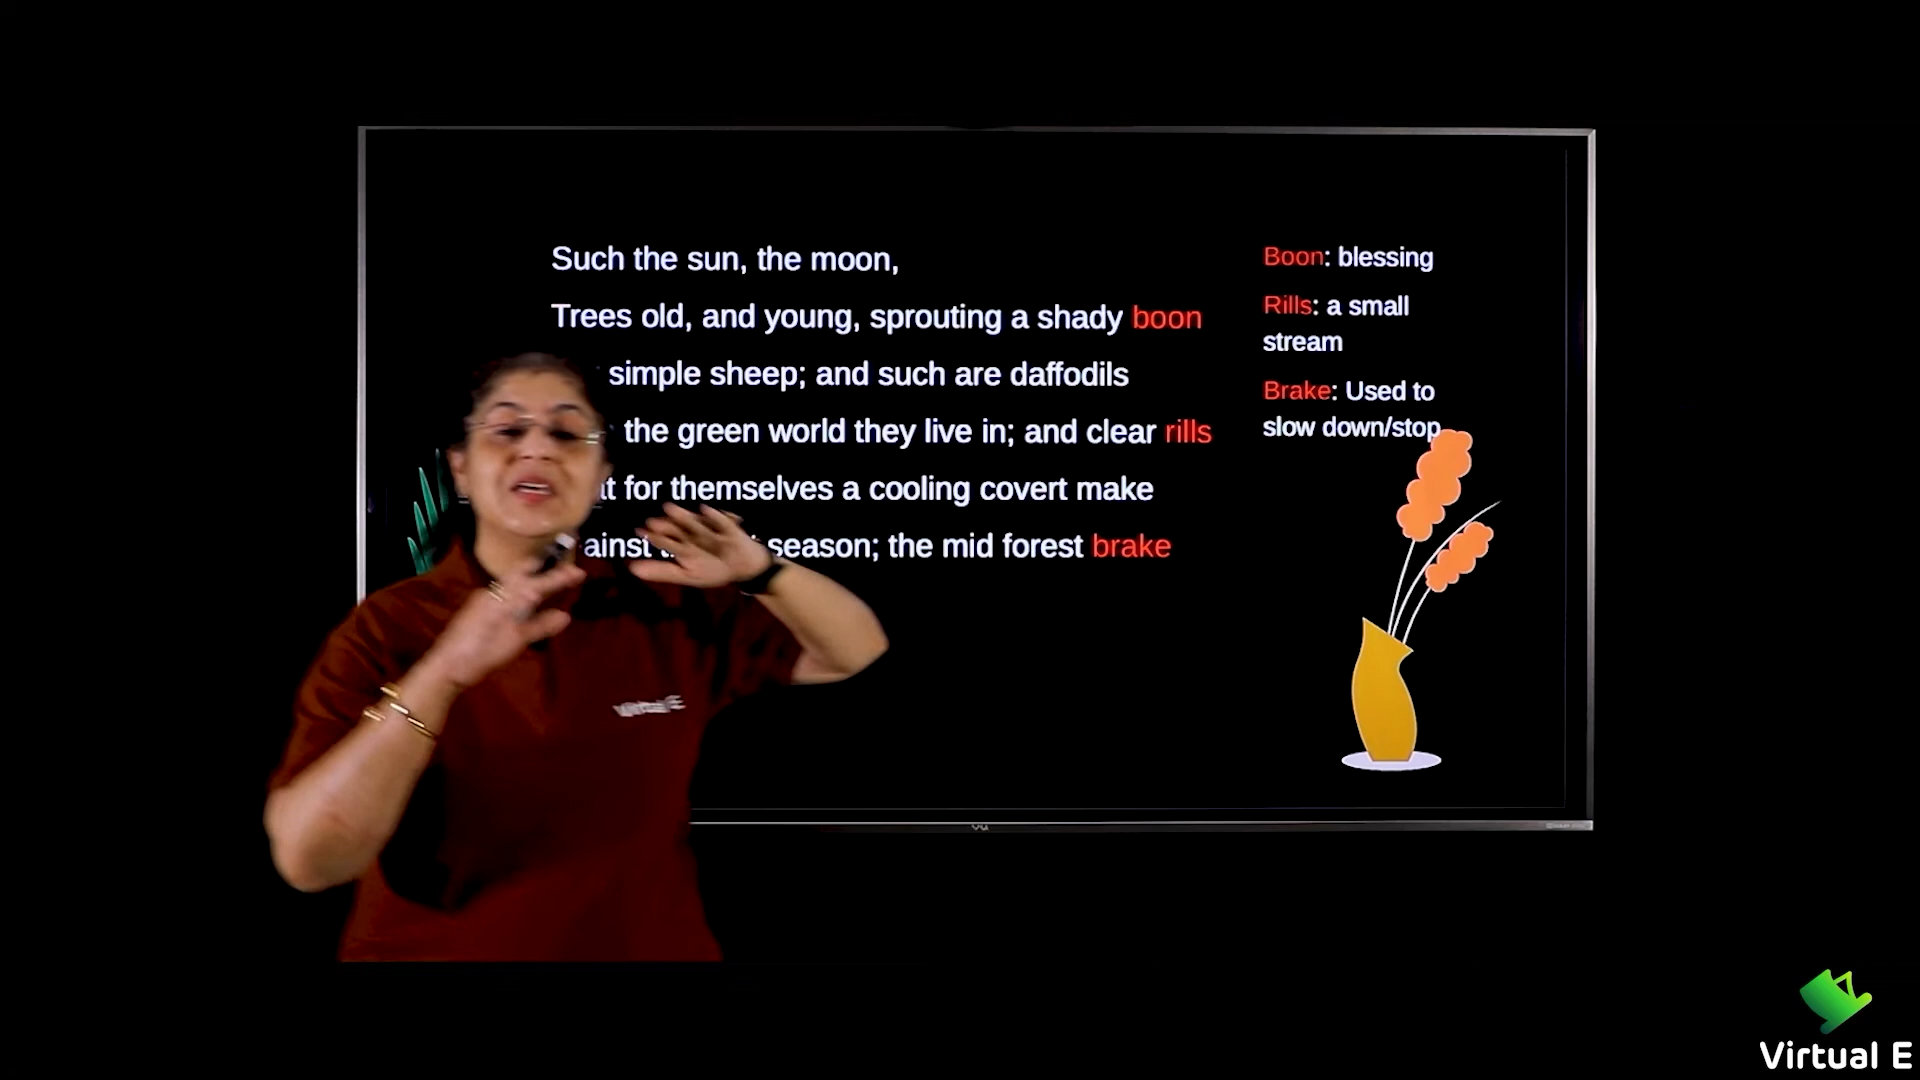 Such the sun, the moon,
Trees old, and young, sprouting a shady boon
simple sheep; and such are daffodils
the green world they live in; and clear rills
for themselves a cooling covert make
season; the mid forest brake
Boon: blessing
Rills: a small
stream
Brake: Used to
slow down/stop
Virtual E
vu
Virtual E